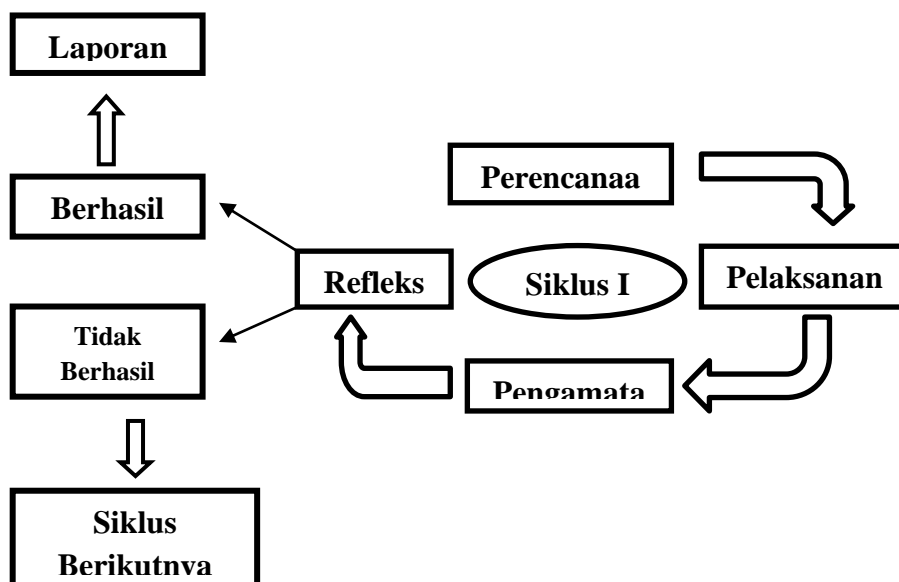 Laporan
Perencanaa
Berhasil
Refleks
Siklus I
Pelaksanan
Tidak
Berhasil
Pengamata
Siklus
Berikutnya